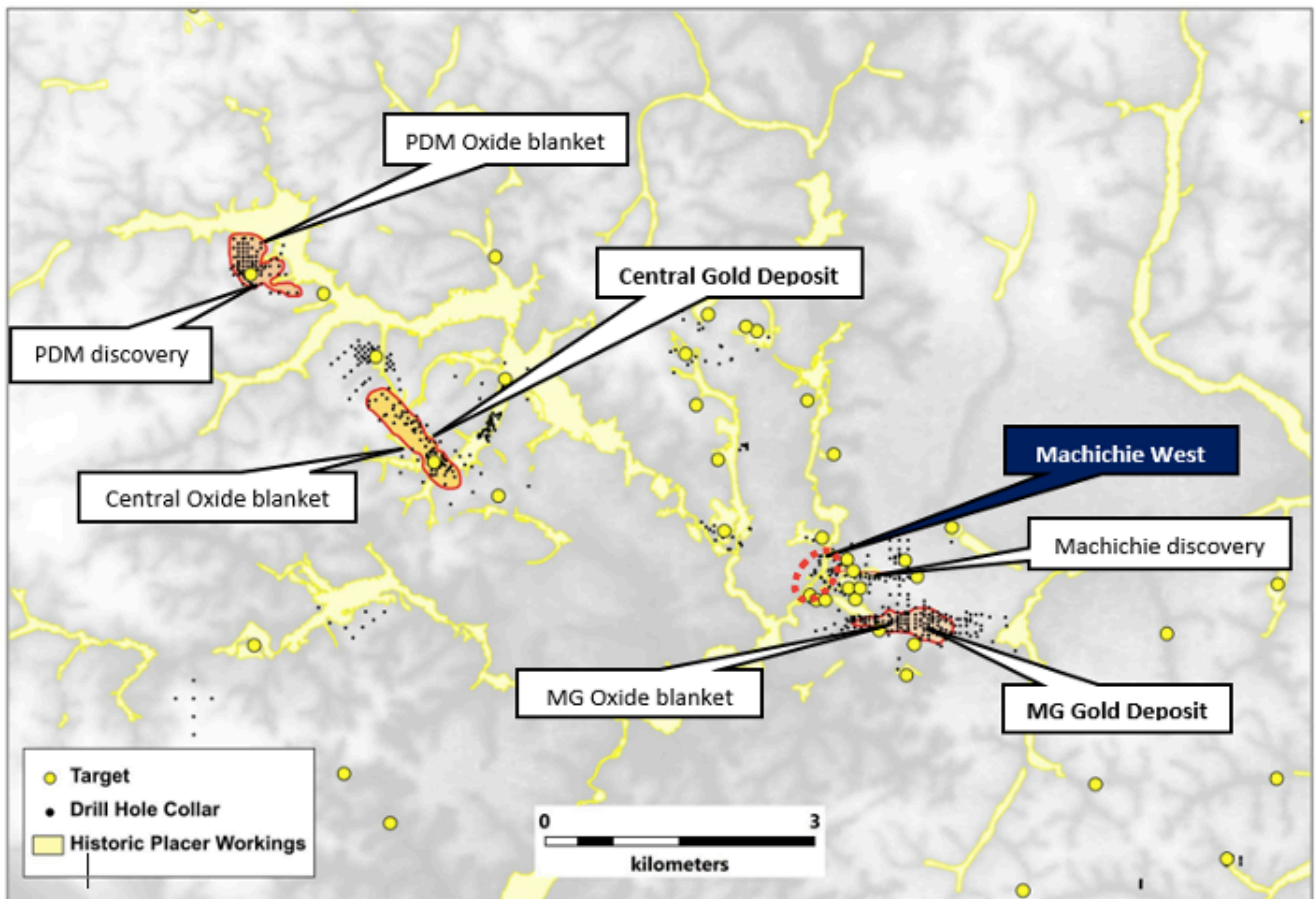 PDM Oxide blanket
Central Gold Deposit
PDM discovery
Machichie West
Central Oxide blanket
Machichie discovery
MG Oxide blanket
MG Gold Deposit
Target
Drill Hole Collar
Historic Placer Workings
0 3
kilometers